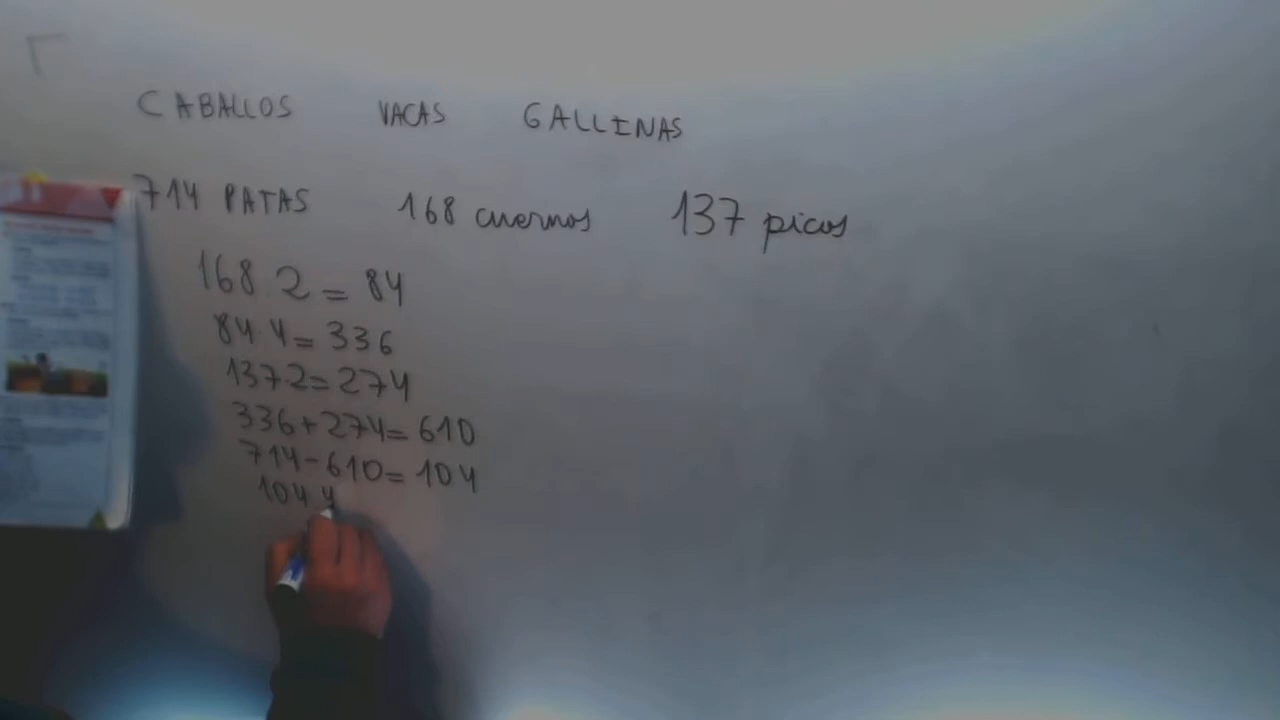 CABALLOS VACAS GALLINAS
714 PATAS 168 cuernos 137 picos
168 2 = 84
84 4 = 336
137 2 = 274
336 + 274 = 610
714 - 610 = 104
104 4